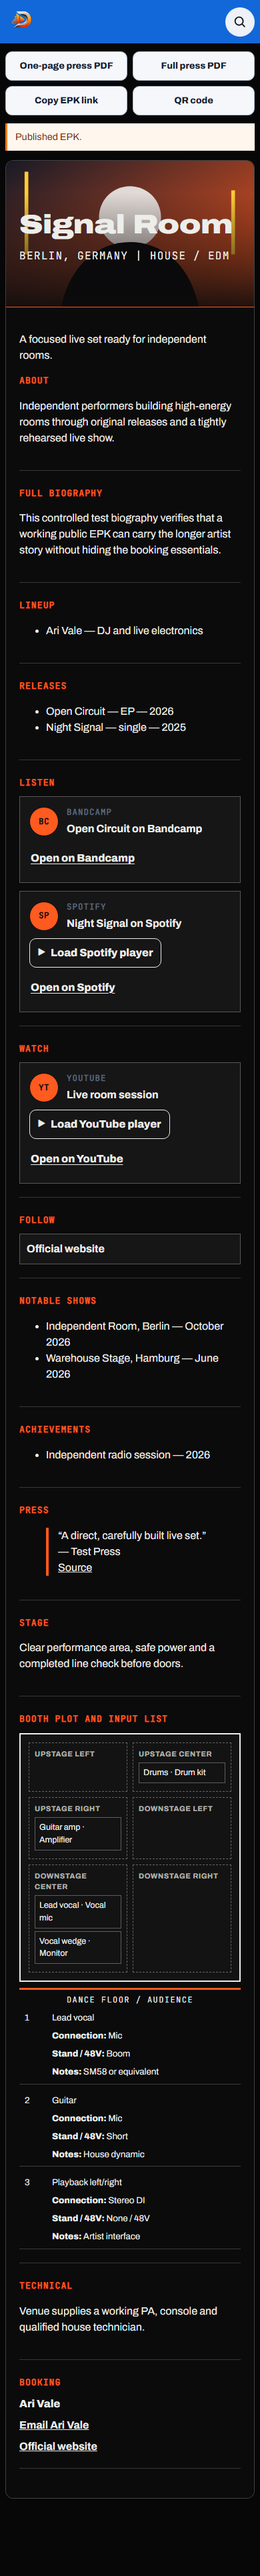 One-page press PDF
Full press PDF
Copy EPK link
QR code
Published EPK.
Signal Room
BERLIN, GERMANY | HOUSE / EDM
A focused live set ready for independent
rooms.
ABOUT
Independent performers building high-energy
rooms through original releases and a tightly
rehearsed live show.
FULL BIOGRAPHY
This controlled test biography verifies that a
working public EPK can carry the longer artist
story without hiding the booking essentials.
LINEUP
• Ari Vale — DJ and live electronics
RELEASES
• Open Circuit — EP — 2026
• Night Signal — single — 2025
LISTEN
BC
BANDCAMP
Open Circuit on Bandcamp
Open on Bandcamp
SP
SPOTIFY
Night Signal on Spotify
▶ Load Spotify player
Open on Spotify
WATCH
YT
YOUTUBE
Live room session
▶ Load YouTube player
Open on YouTube
FOLLOW
Official website
NOTABLE SHOWS
• Independent Room, Berlin — October
2026
• Warehouse Stage, Hamburg — June
2026
ACHIEVEMENTS
• Independent radio session — 2026
PRESS
“A direct, carefully built live set.”
— Test Press
Source
STAGE
Clear performance area, safe power and a
completed line check before doors.
BOOTH PLOT AND INPUT LIST
UPSTAGE LEFT
UPSTAGE CENTER
Drums · Drum kit
UPSTAGE RIGHT
Guitar amp ·
Amplifier
DOWNSTAGE LEFT
DOWNSTAGE
CENTER
Lead vocal · Vocal
mic
Vocal wedge ·
Monitor
DOWNSTAGE RIGHT
DANCE FLOOR / AUDIENCE
1 Lead vocal
Connection: Mic
Stand / 48V: Boom
Notes: SM58 or equivalent
2 Guitar
Connection: Mic
Stand / 48V: Short
Notes: House dynamic
3 Playback left/right
Connection: Stereo DI
Stand / 48V: None / 48V
Notes: Artist interface
TECHNICAL
Venue supplies a working PA, console and
qualified house technician.
BOOKING
Ari Vale
Email Ari Vale
Official website